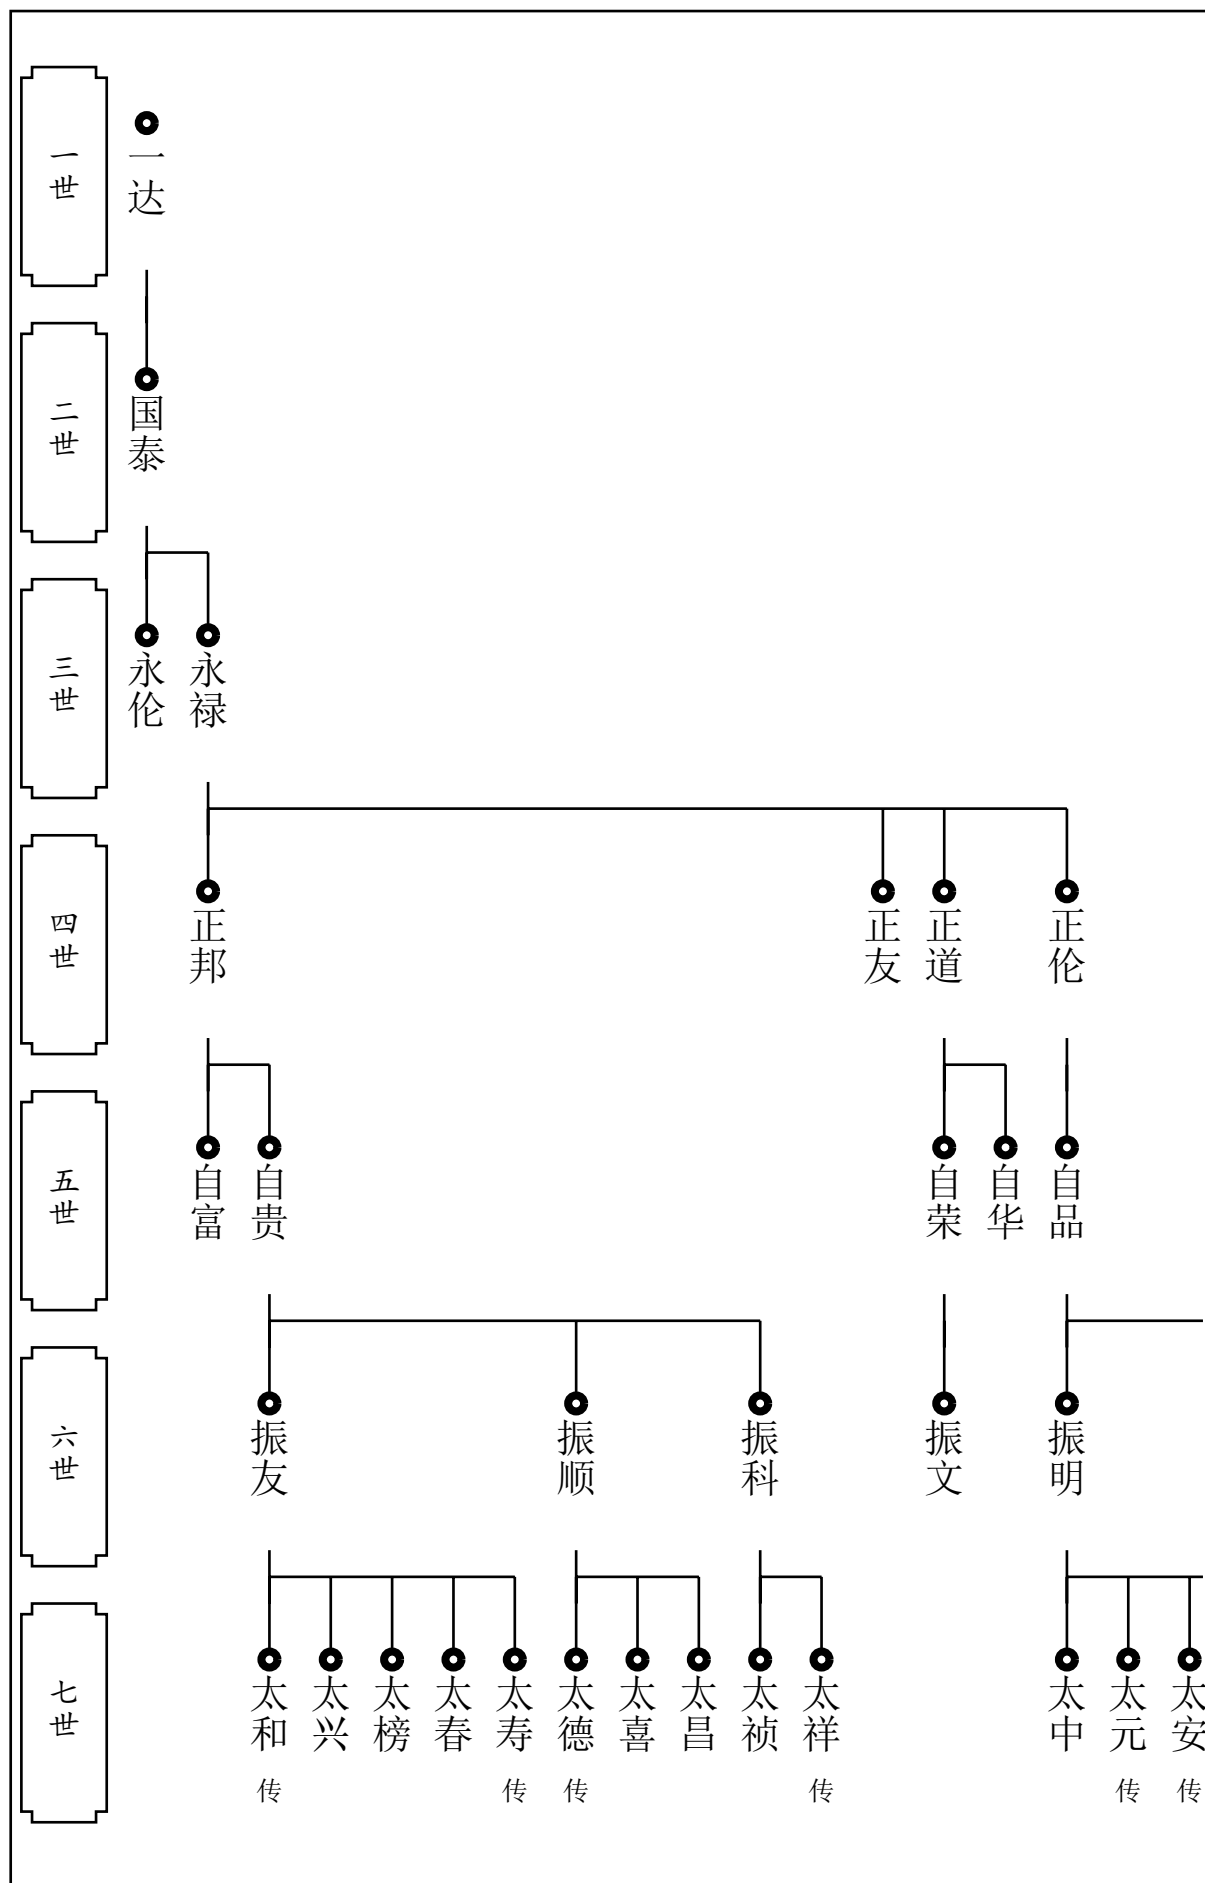 一世
一达
二世
国泰
三世
永伦
永禄
四世
正邦
正友
正道
正伦
五世
自富
自贵
自荣
自华
自品
六世
振友
振顺
振科
振文
振明
七世
太和
传
太兴
太榜
太春
太寿
传
太德
传
太喜
太昌
太祯
太祥
传
太中
太元
传
太安
传